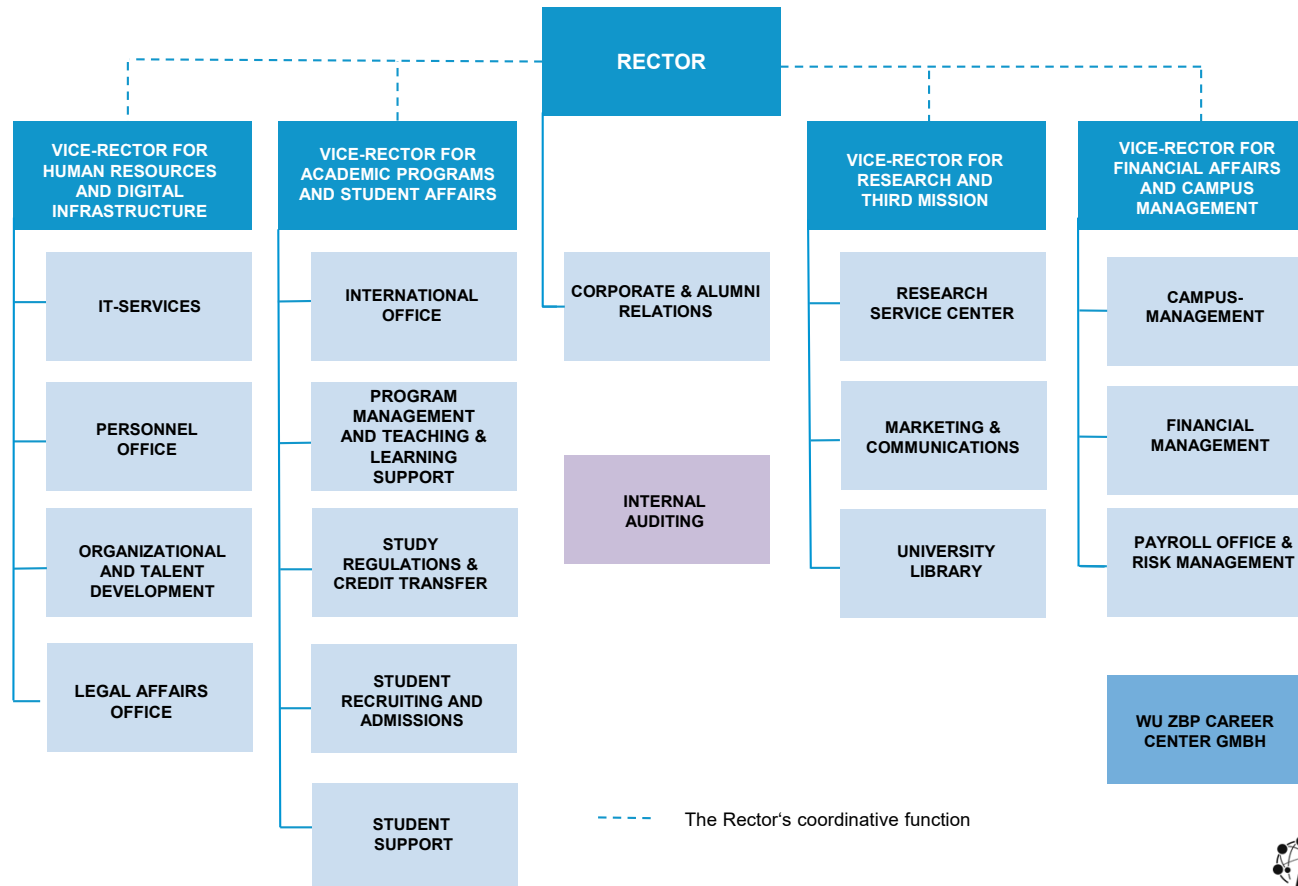 RECTOR
VICE-RECTOR FOR
HUMAN RESOURCES
AND DIGITAL
INFRASTRUCTURE
IT-SERVICES
PERSONNEL
OFFICE
ORGANIZATIONAL
AND TALENT
DEVELOPMENT
LEGAL AFFAIRS
OFFICE
VICE-RECTOR FOR
ACADEMIC PROGRAMS
AND STUDENT AFFAIRS
INTERNATIONAL
OFFICE
PROGRAM
MANAGEMENT
AND TEACHING &
LEARNING
SUPPORT
STUDY
REGULATIONS &
CREDIT TRANSFER
STUDENT
RECRUITING AND
ADMISSIONS
STUDENT
SUPPORT
CORPORATE & ALUMNI
RELATIONS
INTERNAL
AUDITING
VICE-RECTOR FOR
RESEARCH AND
THIRD MISSION
RESEARCH
SERVICE CENTER
MARKETING &
COMMUNICATIONS
UNIVERSITY
LIBRARY
VICE-RECTOR FOR
FINANCIAL AFFAIRS
AND CAMPUS
MANAGEMENT
CAMPUS-
MANAGEMENT
FINANCIAL
MANAGEMENT
PAYROLL OFFICE &
RISK MANAGEMENT
WU ZBP CAREER
CENTER GMBH
The Rector‘s coordinative function